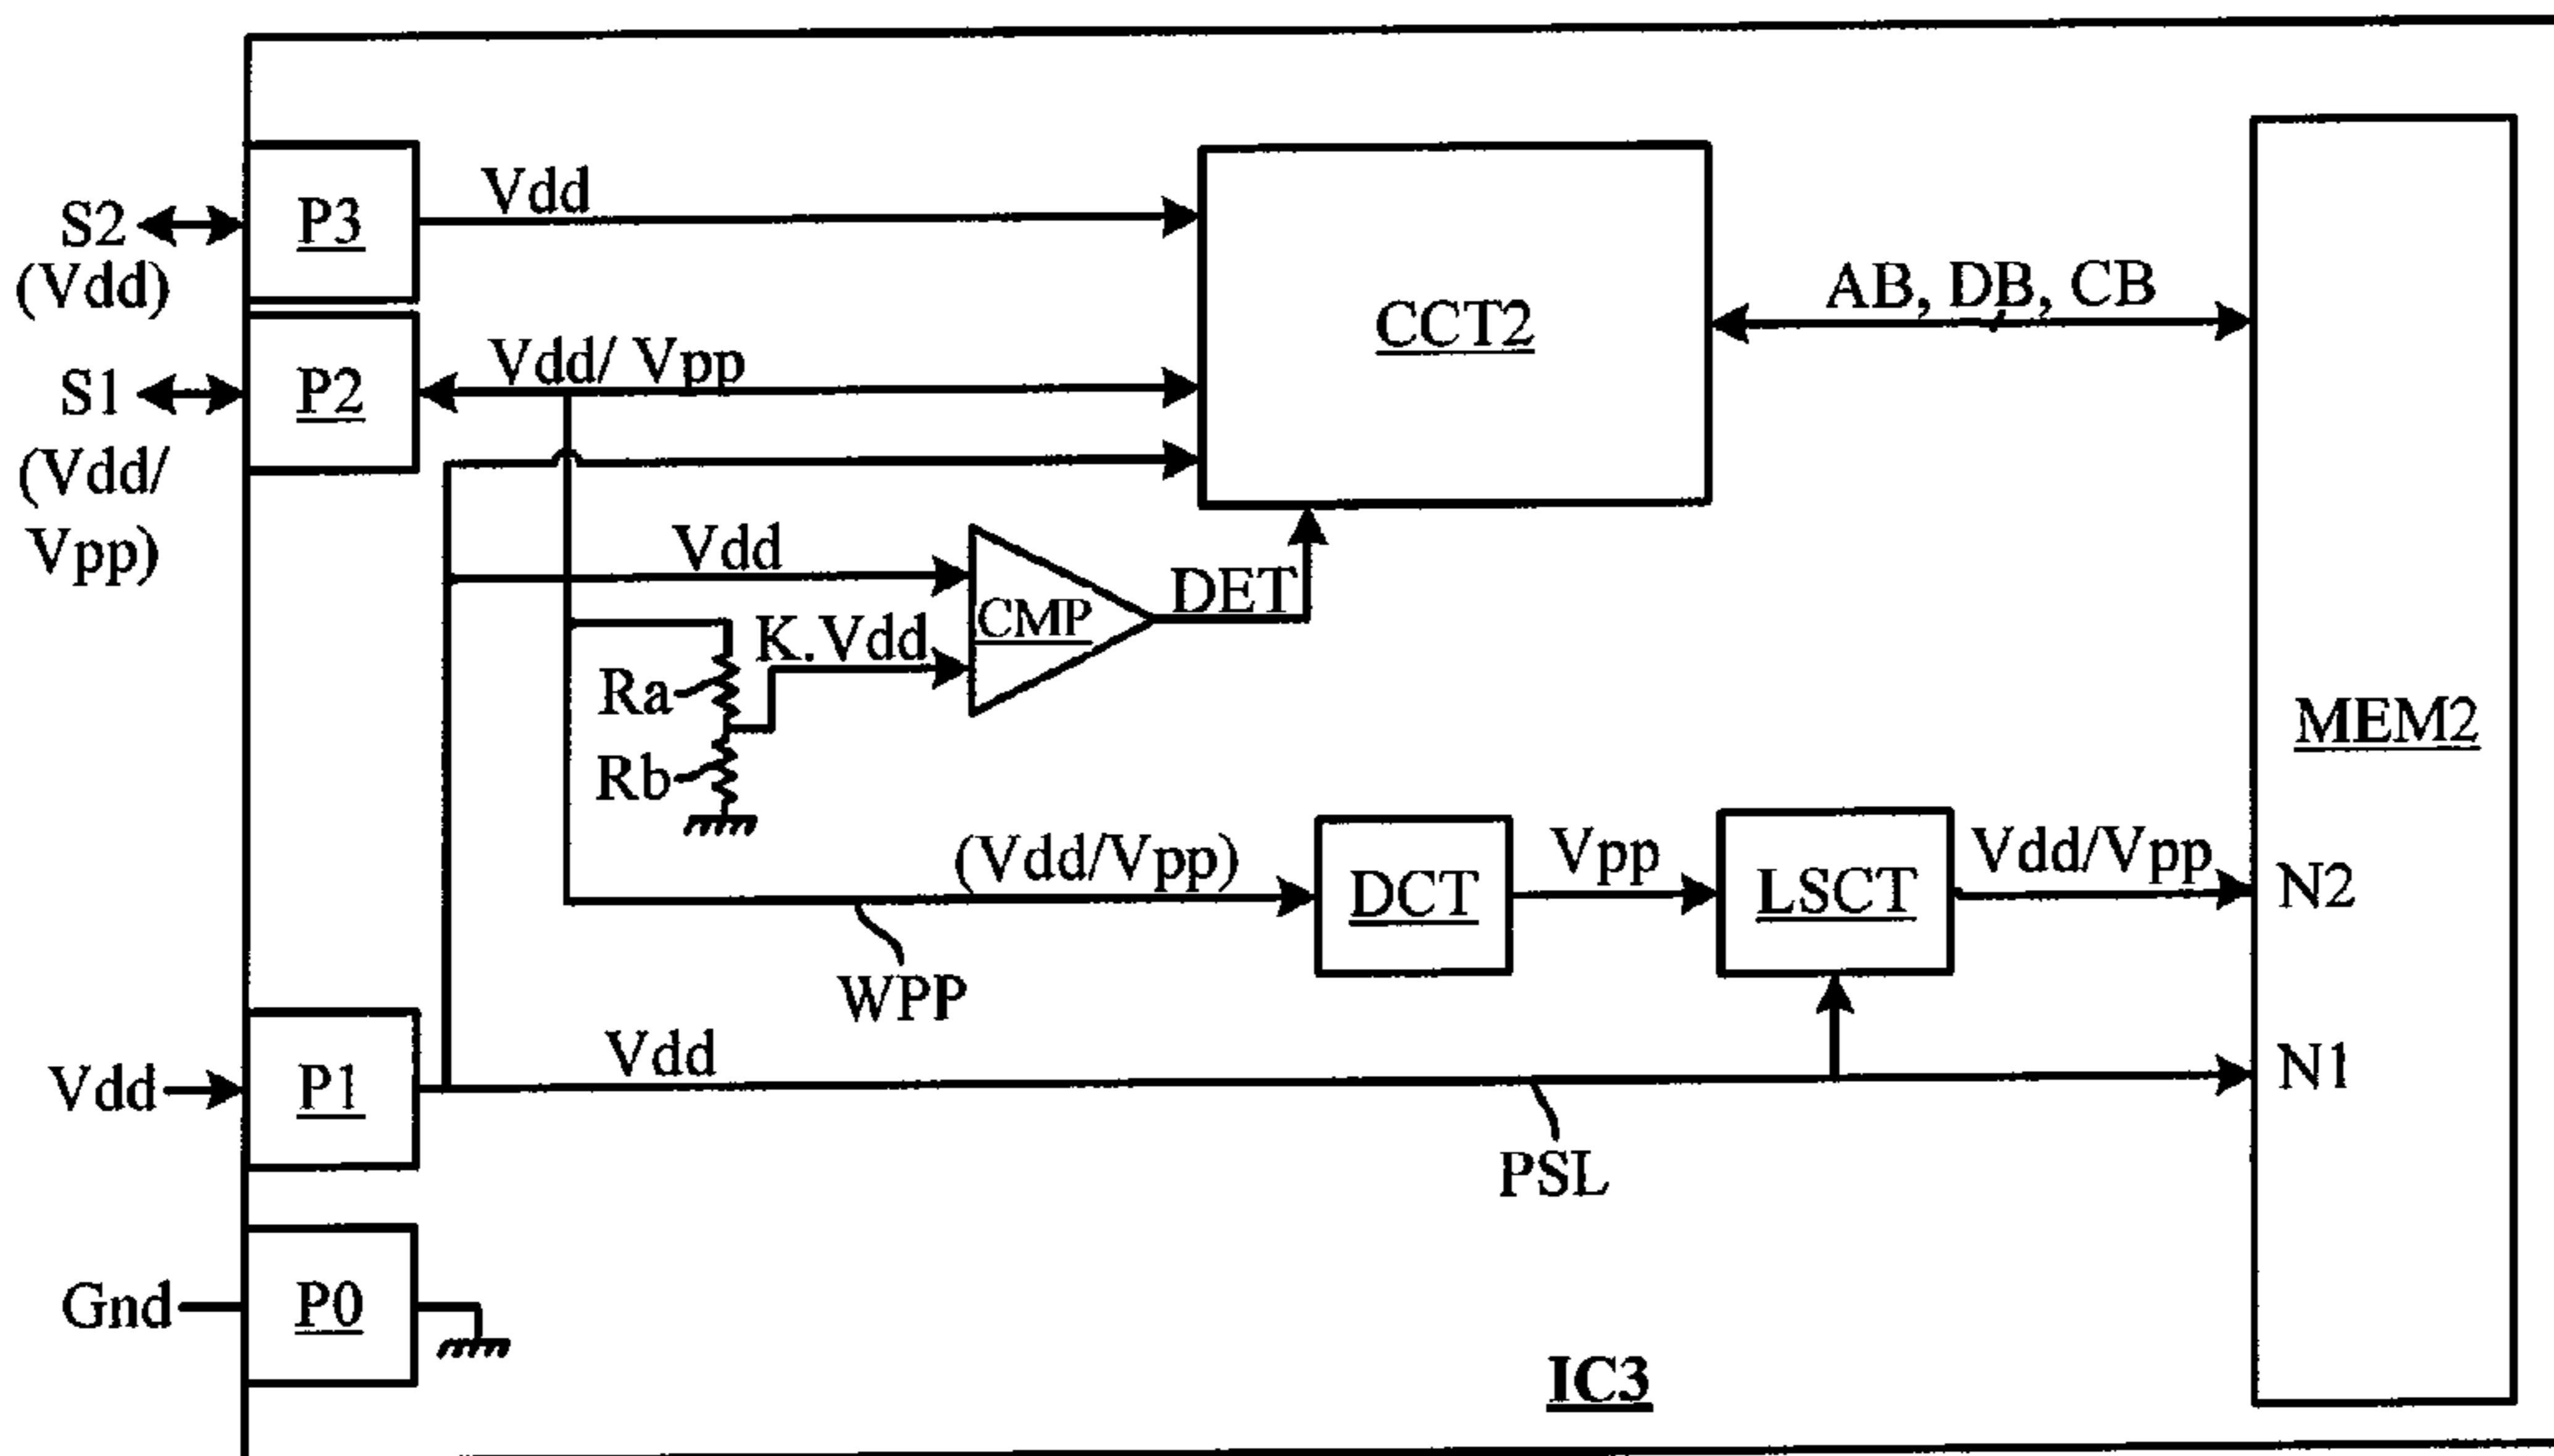 S2
(Vdd)
P3
Vdd
S1
(Vdd/
Vpp)
P2
Vdd/ Vpp
CCT2
AB, DB, CB
MEM2
Vdd
CMP
DET
K.Vdd
Ra
Rb
(Vdd/Vpp)
DCT
Vpp
LSCT
Vdd/Vpp
N2
WPP
Vdd
P1
Vdd
PSL
N1
Gnd
P0
IC3